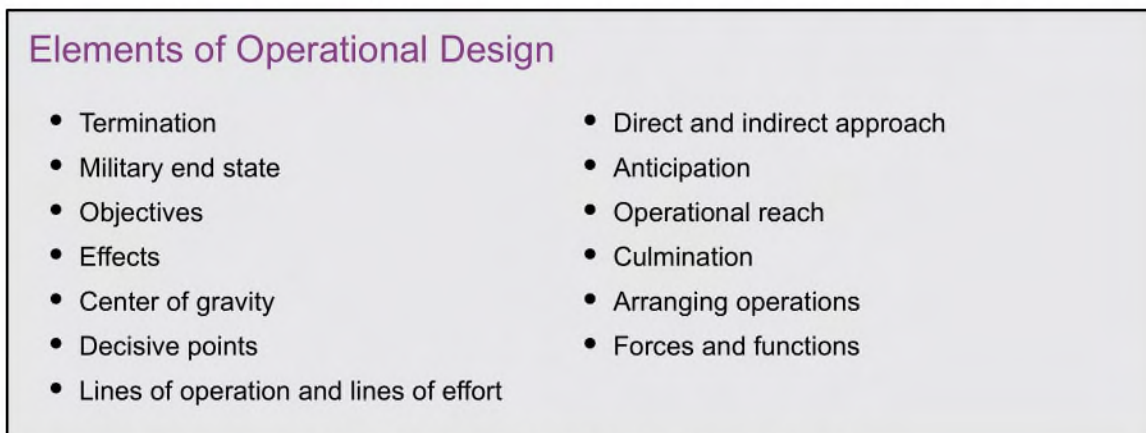 Elements of Operational Design
• Termination
• Military end state
• Objectives
• Effects
• Center of gravity
• Decisive points
• Lines of operation and lines of effort
• Direct and indirect approach
• Anticipation
• Operational reach
• Culmination
• Arranging operations
• Forces and functions